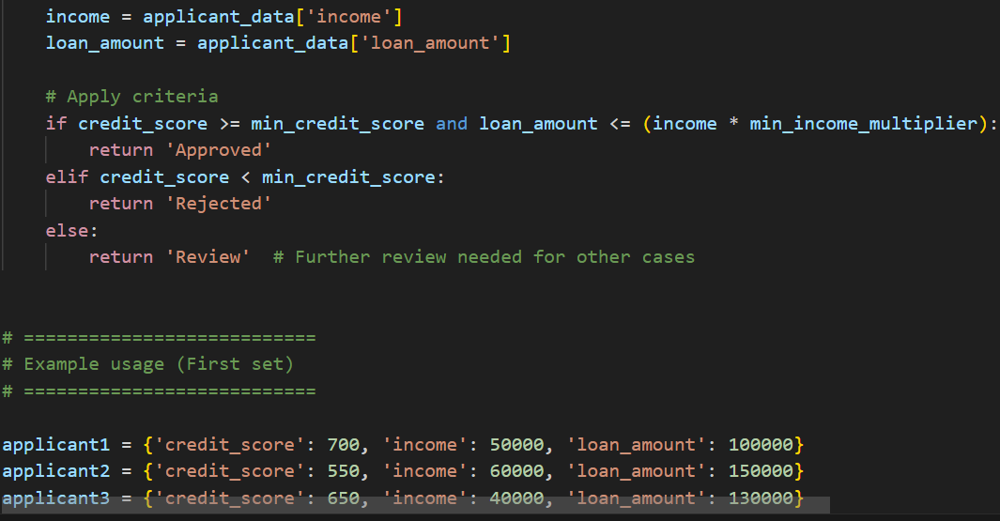 income = applicant_data['income']
    loan_amount = applicant_data['loan_amount']
    # Apply criteria
    if credit_score >= min_credit_score and loan_amount <= (income * min_income_multiplier):
        return 'Approved'
    elif credit_score < min_credit_score:
        return 'Rejected'
    else:
        return 'Review'  # Further review needed for other cases
# ===========================
# Example usage (First set)
# ===========================
applicant1 = {'credit_score': 700, 'income': 50000, 'loan_amount': 100000}
applicant2 = {'credit_score': 550, 'income': 60000, 'loan_amount': 150000}
applicant3 = {'credit_score': 650, 'income': 40000, 'loan_amount': 130000}